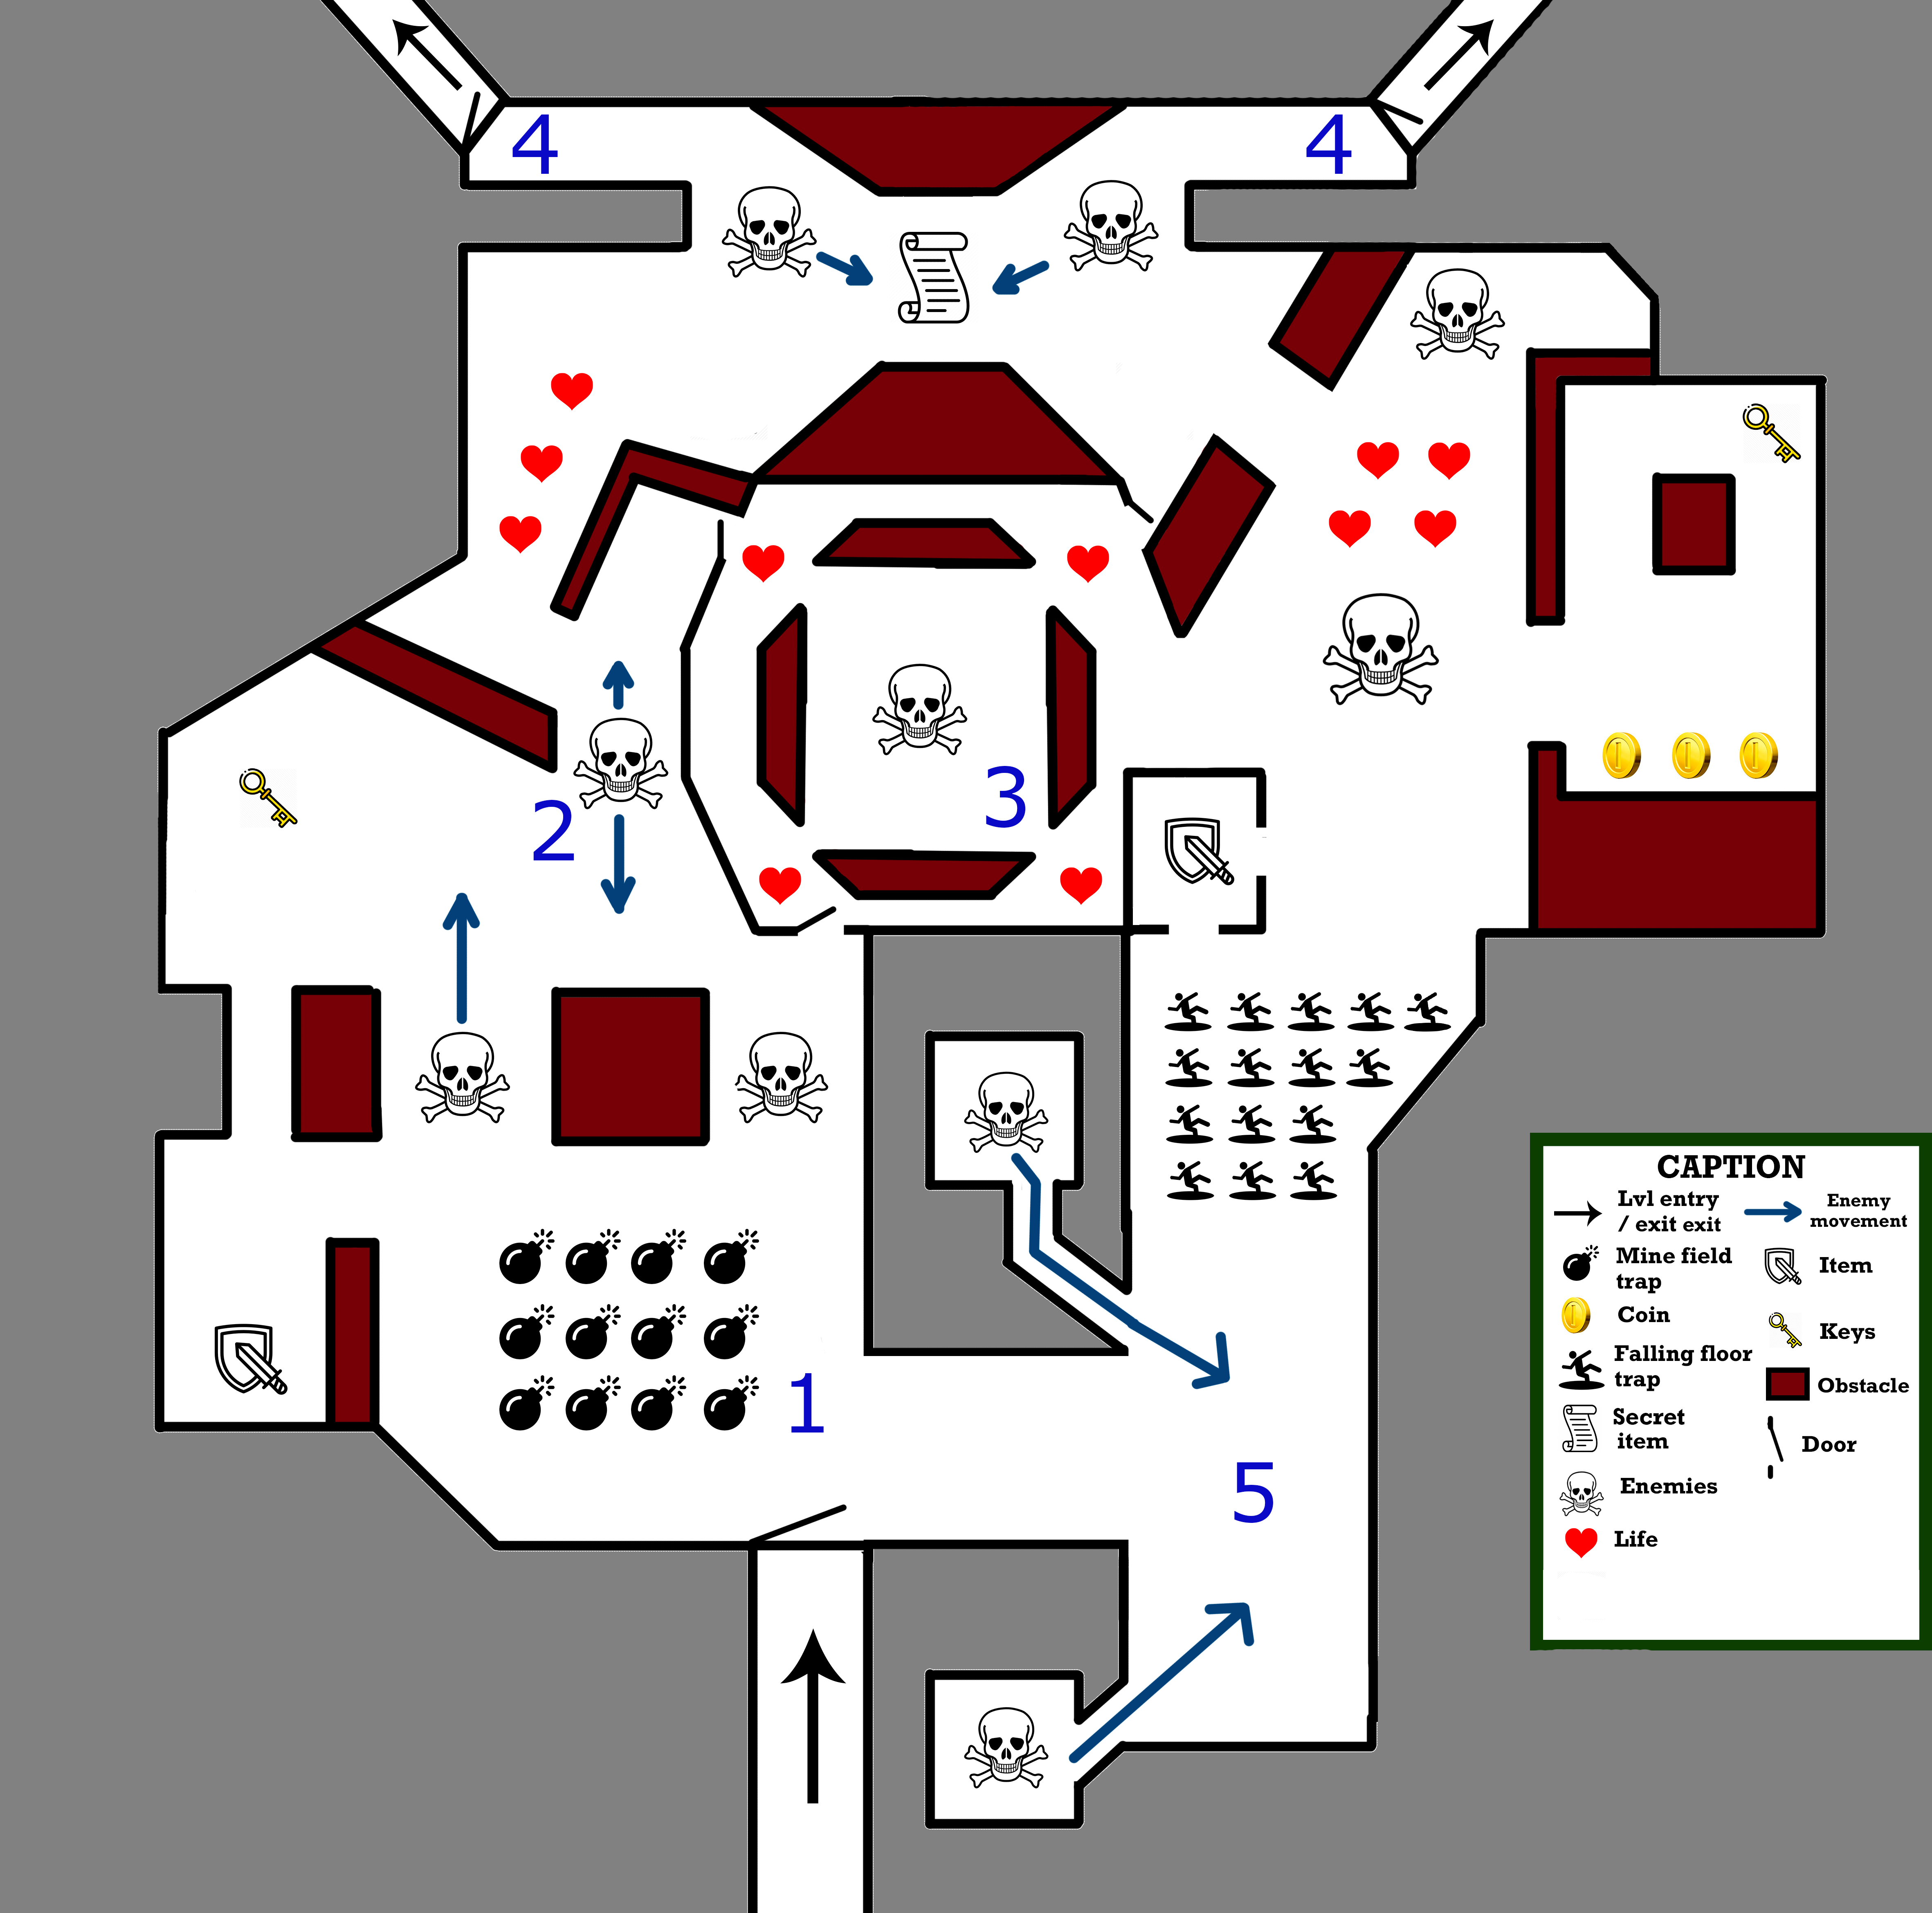 4
4
2
3
1
5
CAPTION
Lvl entry
/ exit exit
Enemy
movement
Mine field
trap
Item
Coin
Keys
Falling floor
trap
Obstacle
Secret
item
Door
Enemies
Life